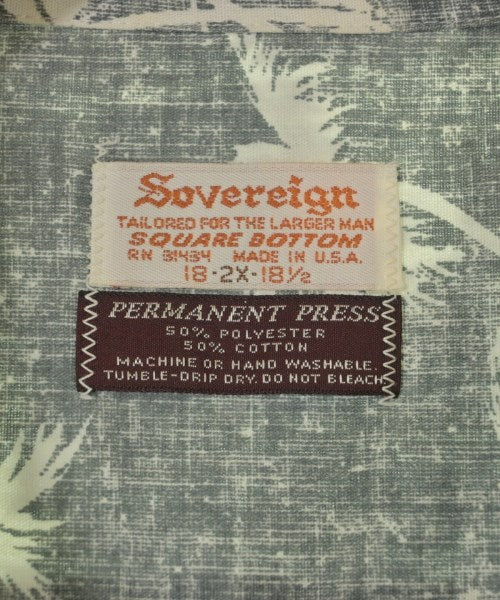 Sovereign
TAILORED FOR THE LARGER MAN
SQUARE BOTTOM
RN 31434 MADE IN U.S.A.
18-2X-18½
PERMANENT PRESS
50% POLYESTER
50% COTTON
MACHINE OR HAND WASHABLE.
TUMBLE-DRIP DRY. DO NOT BLEACH